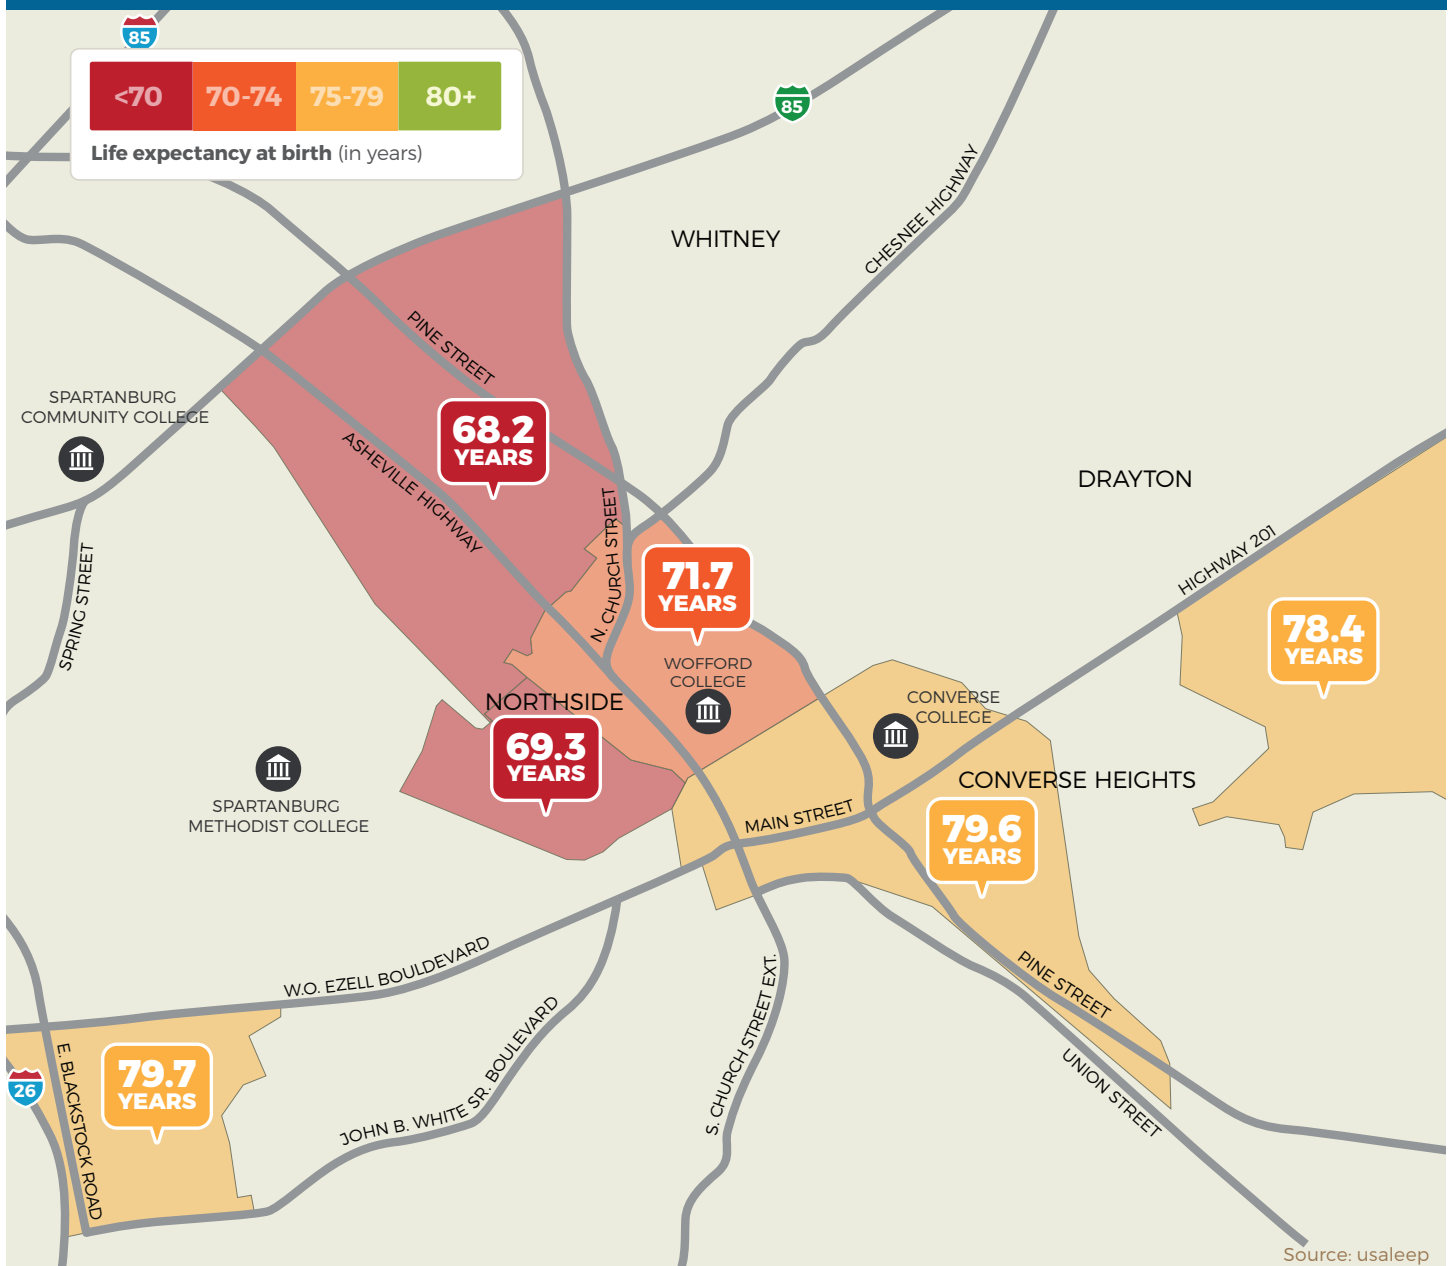 85
<70
70-74
75-79
80+
Life expectancy at birth (in years)
85
WHITNEY
CHESNEE HIGHWAY
PINE STREET
SPARTANBURG
COMMUNITY COLLEGE
68.2
YEARS
ASHEVILLE HIGHWAY
DRAYTON
N. CHURCH STREET
HIGHWAY 201
SPRING STREET
71.7
YEARS
78.4
YEARS
WOFFORD
COLLEGE
NORTHSIDE
CONVERSE
COLLEGE
69.3
YEARS
CONVERSE HEIGHTS
SPARTANBURG
METHODIST COLLEGE
MAIN STREET
79.6
YEARS
W.O. EZELL BOULDEVARD
PINE STREET
S. CHURCH STREET EXT.
JOHN B. WHITE SR. BOULEVARD
UNION STREET
26
E. BLACKSTOCK ROAD
79.7
YEARS
Source: usaleep